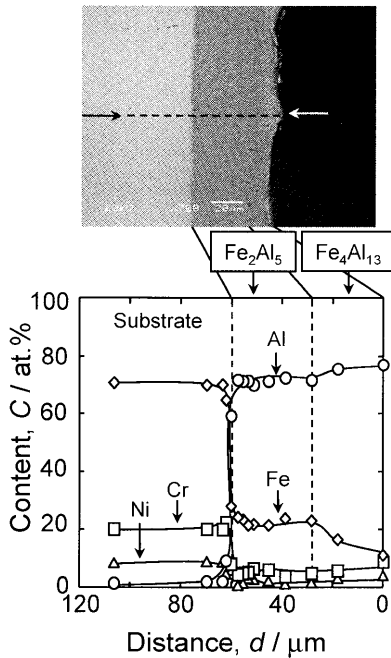 Fe₂Al₅
Fe₄Al₁₃
100
80
60
40
20
0
Content, C / at.%
Substrate
Al
Fe
Cr
Ni
120
80
40
0
Distance, d / μm